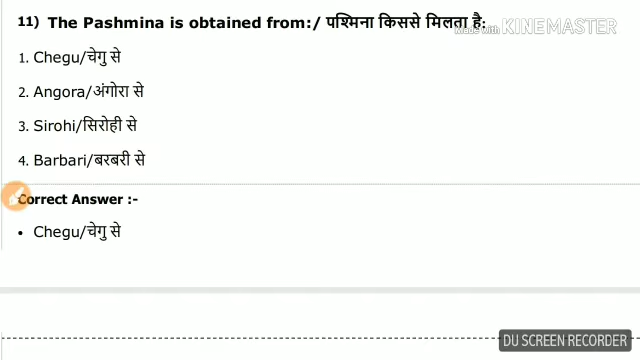 11) The Pashmina is obtained from:/ पश्मिना किससे मिलता है:
Made with KINEMASTER
1. Chegu/चेगु से
2. Angora/अंगोरा से
3. Sirohi/सिरोही से
4. Barbari/बरबरी से
Correct Answer :-
• Chegu/चेगु से
DU SCREEN RECORDER